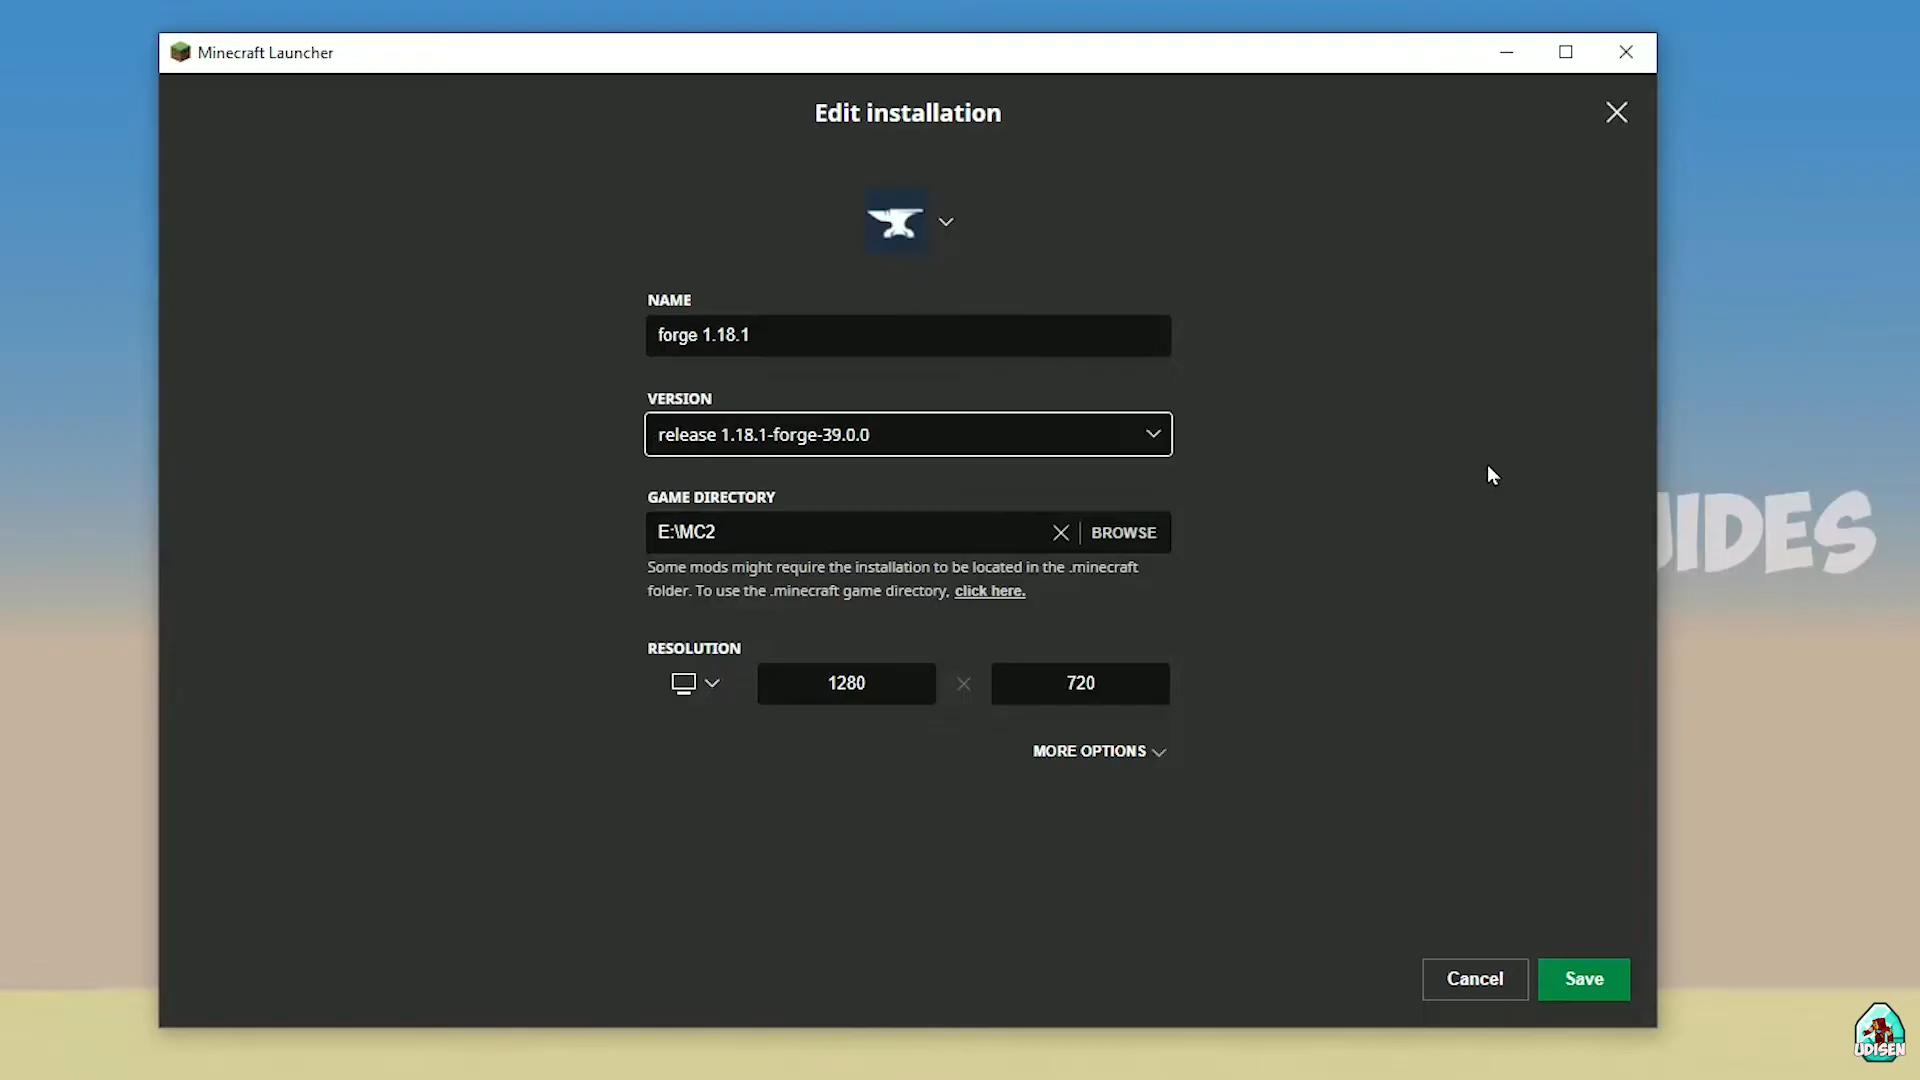 Minecraft Launcher
Edit installation
NAME
forge 1.18.1
VERSION
release 1.18.1-forge-39.0.0
GAME DIRECTORY
E:\MC2
BROWSE
Some mods might require the installation to be located in the .minecraft
folder. To use the .minecraft game directory, click here.
UIDES
RESOLUTION
1280
720
MORE OPTIONS
Cancel
Save
UDISEN